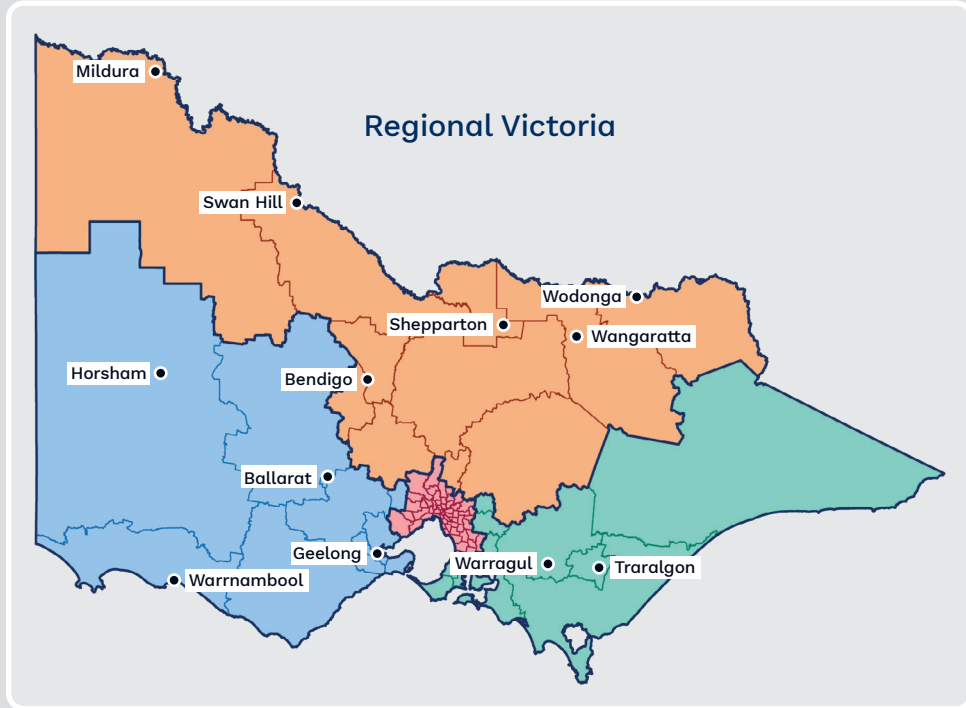 Mildura
Regional Victoria
Swan Hill
Wodonga
Shepparton
Wangaratta
Horsham
Bendigo
Ballarat
Geelong
Warragul
Traralgon
Warrnambool